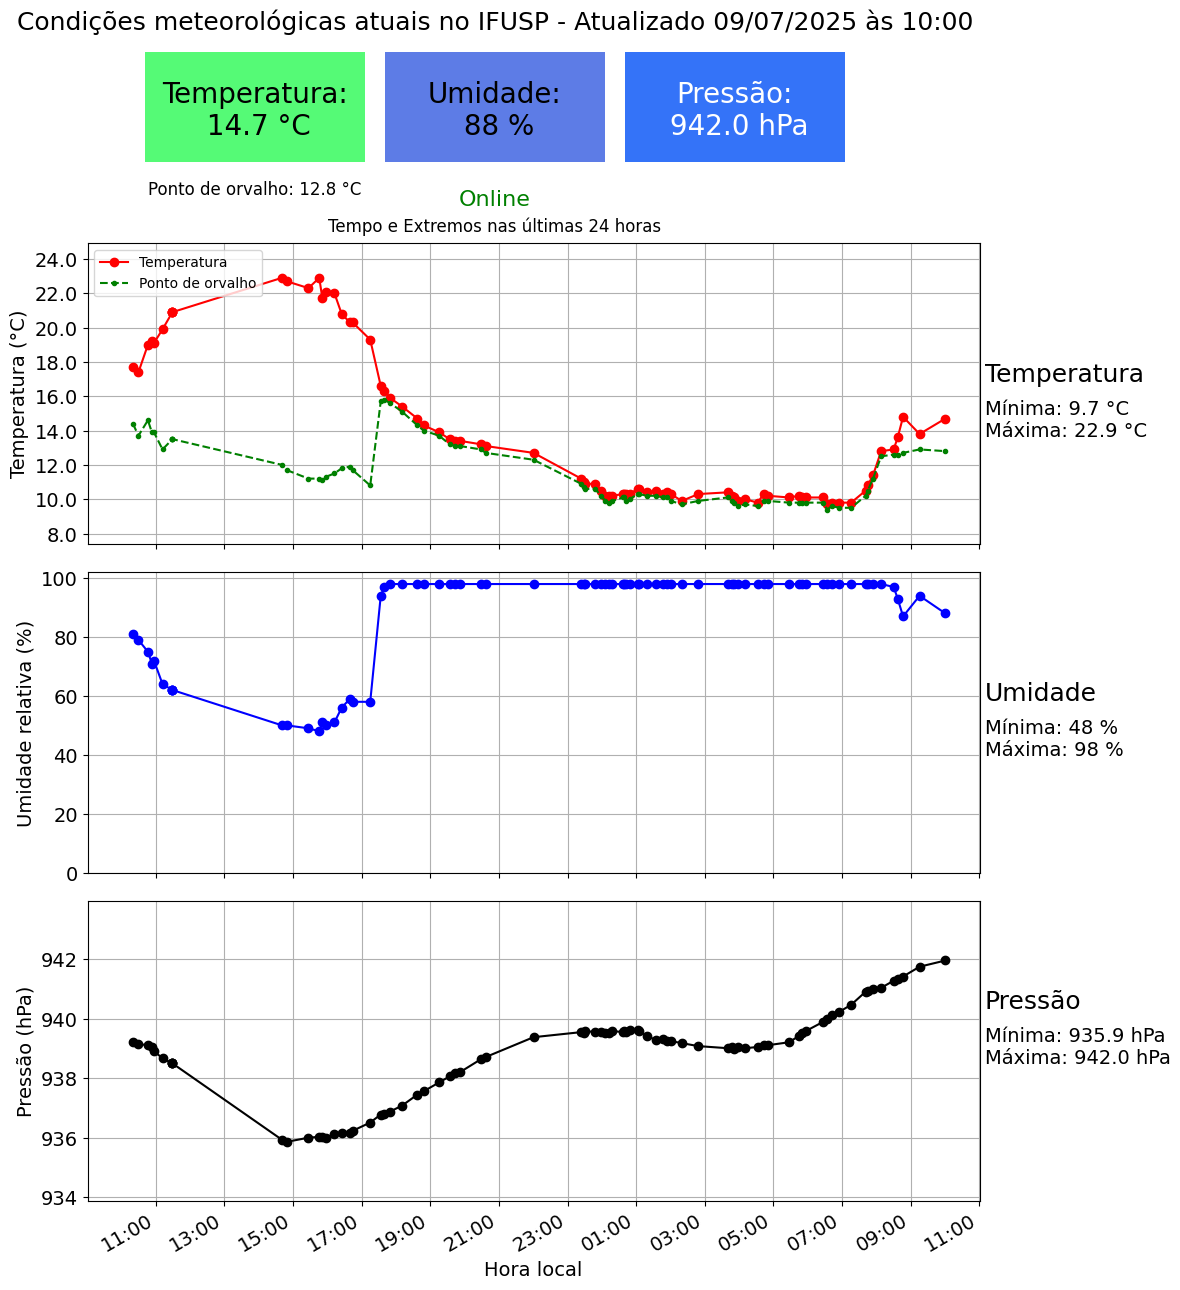 Condições meteorológicas atuais no IFUSP - Atualizado 09/07/2025 às 10:00
Temperatura:
14.7 °C
Umidade:
88 %
Pressão:
942.0 hPa
Ponto de orvalho: 12.8 °C
Online
Tempo e Extremos nas últimas 24 horas
Temperatura
Ponto de orvalho
Temperatura (°C)
24.0
22.0
20.0
18.0
16.0
14.0
12.0
10.0
8.0
Temperatura
Mínima: 9.7 °C
Máxima: 22.9 °C
Umidade relativa (%)
100
80
60
40
20
0
Umidade
Mínima: 48 %
Máxima: 98 %
Pressão (hPa)
942
940
938
936
934
Pressão
Mínima: 935.9 hPa
Máxima: 942.0 hPa
11:00 13:00 15:00 17:00 19:00 21:00 23:00 01:00 03:00 05:00 07:00 09:00 11:00
Hora local